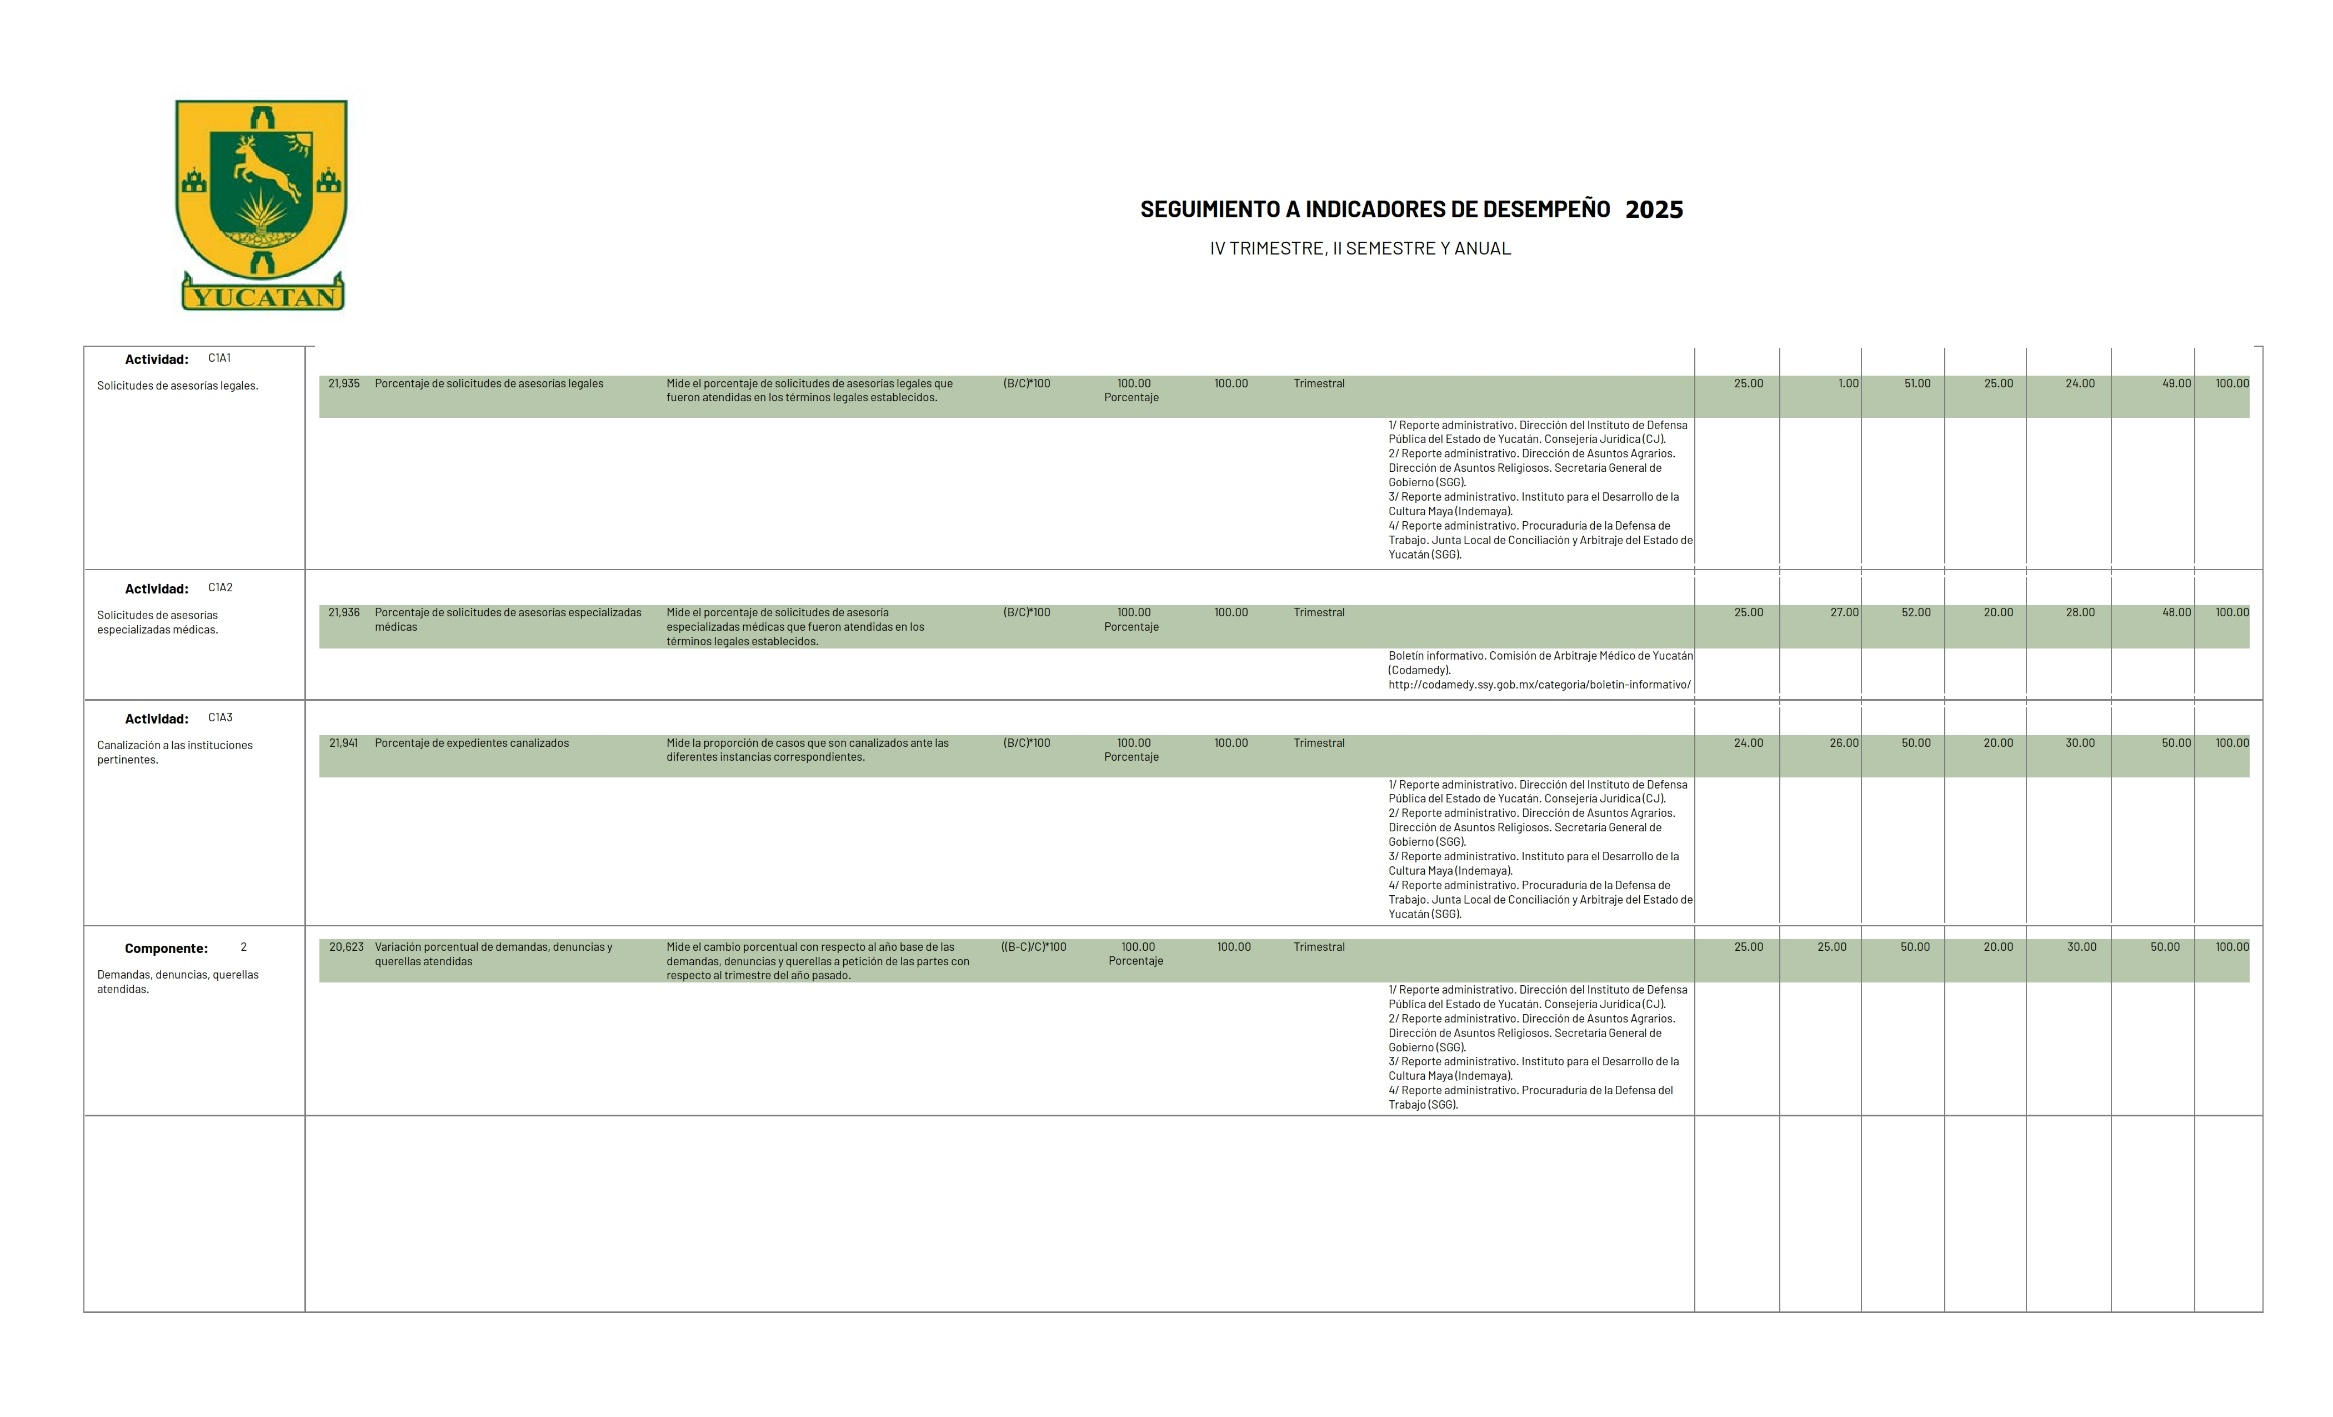 YUCATAN
SEGUIMIENTO A INDICADORES DE DESEMPEÑO 2025
IV TRIMESTRE, II SEMESTRE Y ANUAL
Actividad: C1A1
Solicitudes de asesorías legales.
21,935 Porcentaje de solicitudes de asesorías legales Mide el porcentaje de solicitudes de asesorías legales que (B/C)*100 100.00 100.00 Trimestral 25.00 1.00 51.00 25.00 24.00 49.00 100.00
fueron atendidas en los términos legales establecidos. Porcentaje
1/ Reporte administrativo. Dirección del Instituto de Defensa
Pública del Estado de Yucatán. Consejería Jurídica (CJ).
2/ Reporte administrativo. Dirección de Asuntos Agrarios.
Dirección de Asuntos Religiosos. Secretaría General de
Gobierno (SGG).
3/ Reporte administrativo. Instituto para el Desarrollo de la
Cultura Maya (Indemaya).
4/ Reporte administrativo. Procuraduría de la Defensa de
Trabajo. Junta Local de Conciliación y Arbitraje del Estado de
Yucatán (SGG).
Actividad: C1A2
Solicitudes de asesorías
especializadas médicas.
21,936 Porcentaje de solicitudes de asesorías especializadas Mide el porcentaje de solicitudes de asesoría (B/C)*100 100.00 100.00 Trimestral 25.00 27.00 52.00 20.00 28.00 48.00 100.00
médicas especializadas médicas que fueron atendidas en los Porcentaje
términos legales establecidos.
Boletín informativo. Comisión de Arbitraje Médico de Yucatán
(Codamedy).
http://codamedy.ssy.gob.mx/categoria/boletin-informativo/
Actividad: C1A3
Canalización a las instituciones
pertinentes.
21,941 Porcentaje de expedientes canalizados Mide la proporción de casos que son canalizados ante las (B/C)*100 100.00 100.00 Trimestral 24.00 26.00 50.00 20.00 30.00 50.00 100.00
diferentes instancias correspondientes. Porcentaje
1/ Reporte administrativo. Dirección del Instituto de Defensa
Pública del Estado de Yucatán. Consejería Jurídica (CJ).
2/ Reporte administrativo. Dirección de Asuntos Agrarios.
Dirección de Asuntos Religiosos. Secretaría General de
Gobierno (SGG).
3/ Reporte administrativo. Instituto para el Desarrollo de la
Cultura Maya (Indemaya).
4/ Reporte administrativo. Procuraduría de la Defensa de
Trabajo. Junta Local de Conciliación y Arbitraje del Estado de
Yucatán (SGG).
Componente: 2
Demandas, denuncias, querellas
atendidas.
20,623 Variación porcentual de demandas, denuncias y Mide el cambio porcentual con respecto al año base de las ((B-C)/C)*100 100.00 100.00 Trimestral 25.00 25.00 50.00 20.00 30.00 50.00 100.00
querellas atendidas demandas, denuncias y querellas a petición de las partes con Porcentaje
respecto al trimestre del año pasado.
1/ Reporte administrativo. Dirección del Instituto de Defensa
Pública del Estado de Yucatán. Consejería Jurídica (CJ).
2/ Reporte administrativo. Dirección de Asuntos Agrarios.
Dirección de Asuntos Religiosos. Secretaría General de
Gobierno (SGG).
3/ Reporte administrativo. Instituto para el Desarrollo de la
Cultura Maya (Indemaya).
4/ Reporte administrativo. Procuraduría de la Defensa del
Trabajo (SGG).